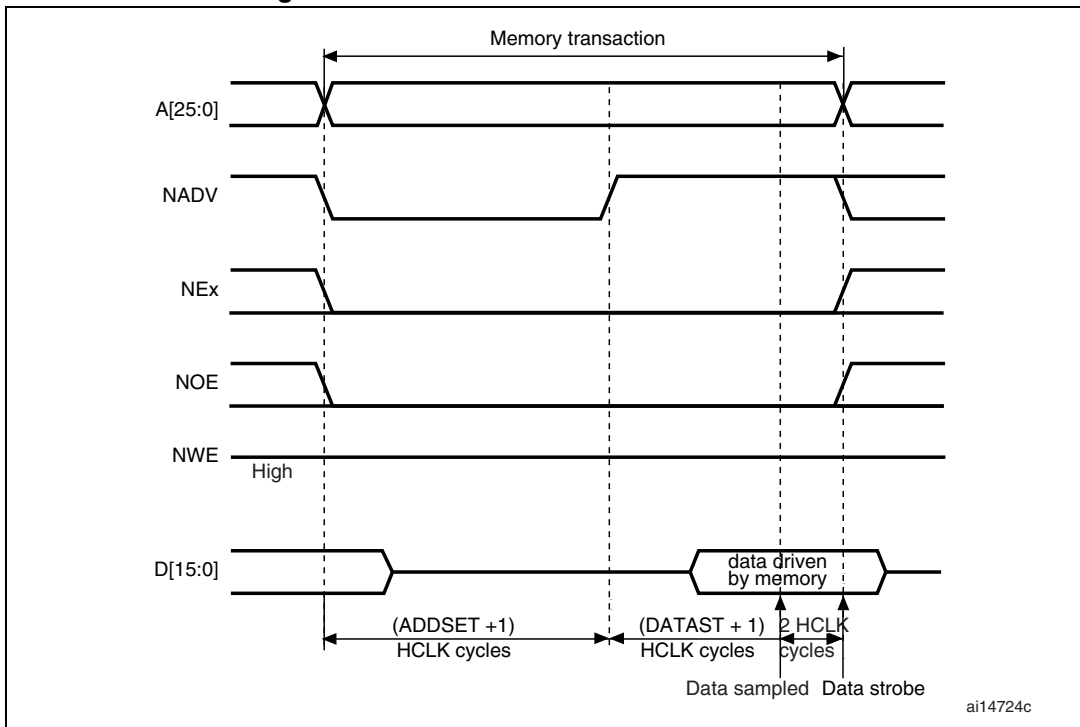 Memory transaction
A[25:0]
NADV
NEx
NOE
NWE
High
D[15:0]
data driven
by memory
(ADDSET +1)
HCLK cycles
(DATAST + 1)
HCLK cycles
2 HCLK
cycles
Data sampled
Data strobe
ai14724c